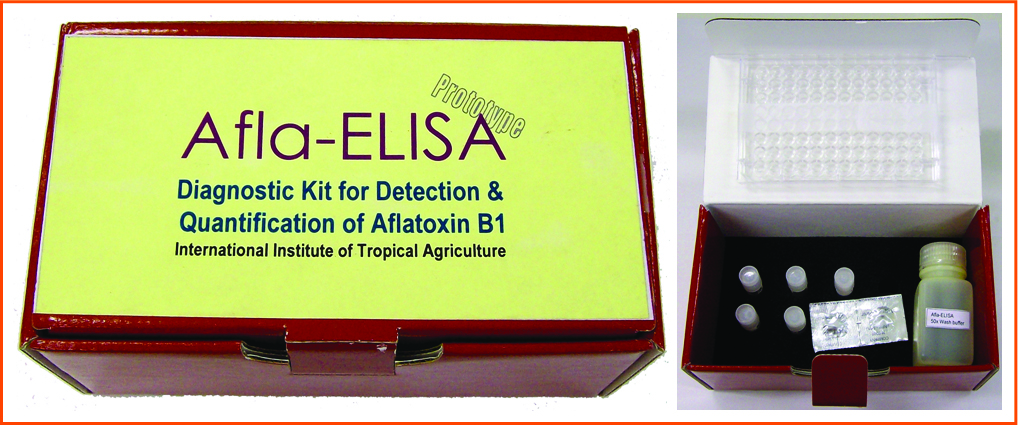 Prototype
Afla-ELISA
Diagnostic Kit for Detection &
Quantification of Aflatoxin B1
International Institute of Tropical Agriculture
Afla-ELISA
50x Wash buffer